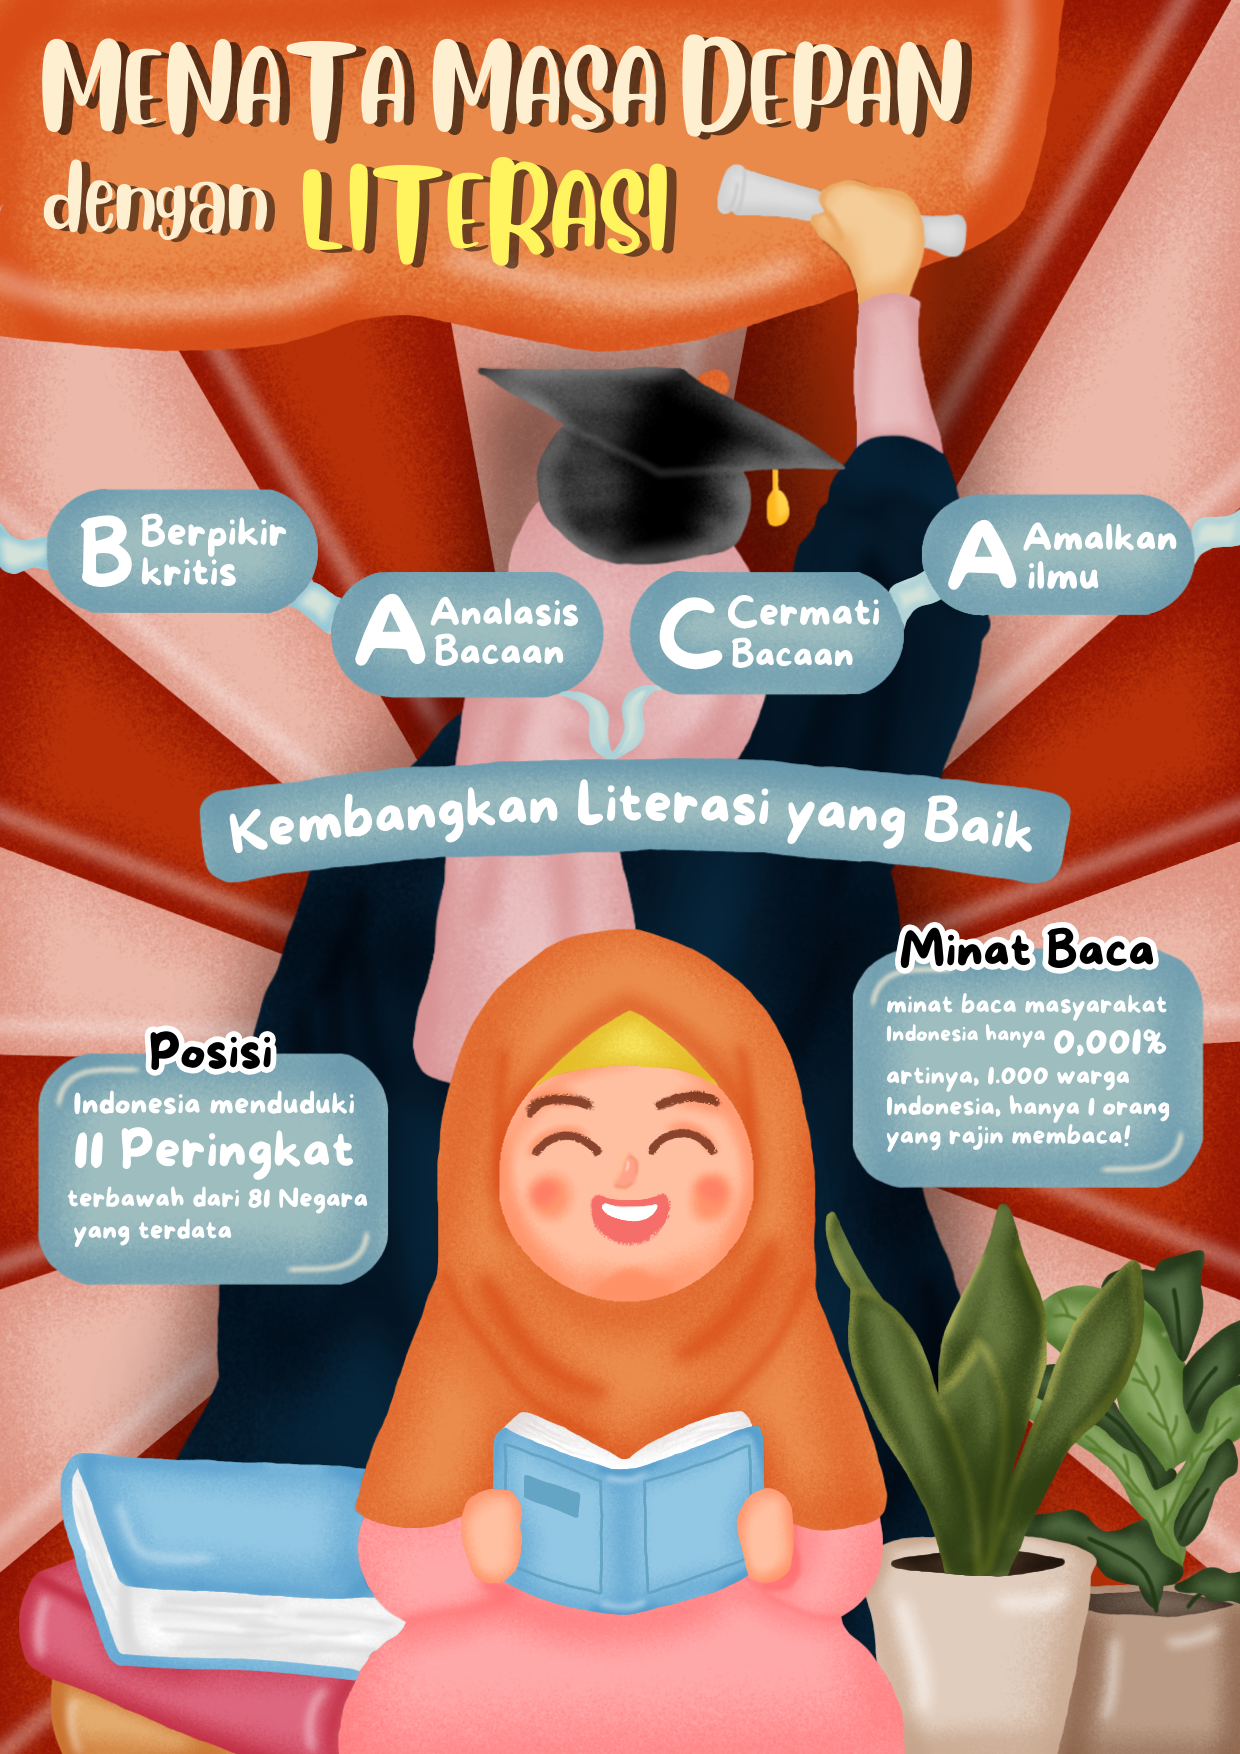 MENATA MASA DEPAN
dengan LITERASI
B Berpikir
kritis
A Analasis
Bacaan
C Cermati
Bacaan
A Amalkan
ilmu
Kembangkan Literasi yang Baik
Posisi
Indonesia menduduki
11 Peringkat
terbawah dari 81 Negara
yang terdata
Minat Baca
minat baca masyarakat
Indonesia hanya 0,001%
artinya, 1.000 warga
Indonesia, hanya 1 orang
yang rajin membaca!